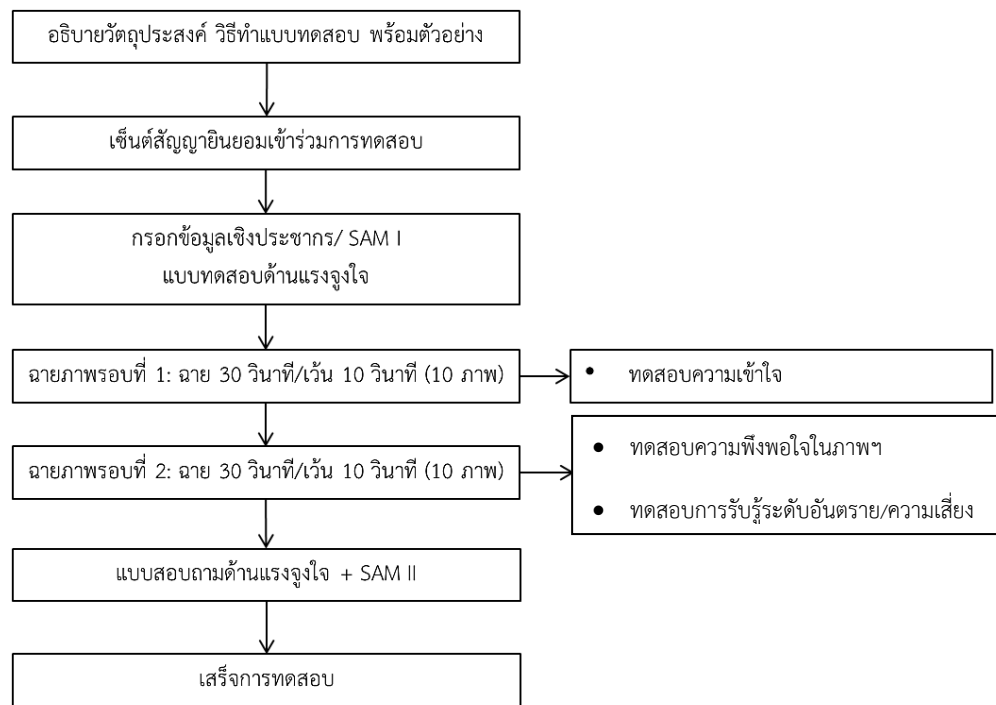 อธิบายวัตถุประสงค์ วิธีทำแบบทดสอบ พร้อมตัวอย่าง
เซ็นต์สัญญายินยอมเข้าร่วมการทดสอบ
กรอกข้อมูลเชิงประชากร/ SAM I
แบบทดสอบด้านแรงจูงใจ
ฉายภาพรอบที่ 1: ฉาย 30 วินาที/เว้น 10 วินาที (10 ภาพ)
• ทดสอบความเข้าใจ
ฉายภาพรอบที่ 2: ฉาย 30 วินาที/เว้น 10 วินาที (10 ภาพ)
• ทดสอบความพึงพอใจในภาพฯ
• ทดสอบการรับรู้ระดับอันตราย/ความเสี่ยง
แบบสอบถามด้านแรงจูงใจ + SAM II
เสร็จการทดสอบ